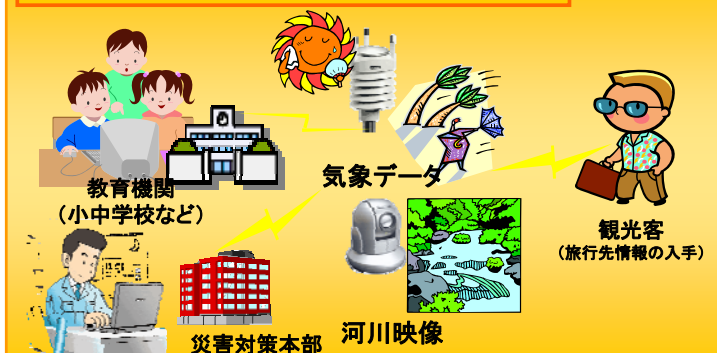 気象データ
教育機関
（小中学校など）
観光客
（旅行先情報の入手）
河川映像
災害対策本部